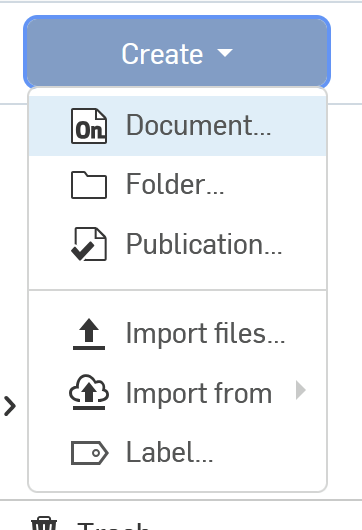 Create
On
Document...
Folder...
Publication...
Import files...
Import from
Label...
Trash